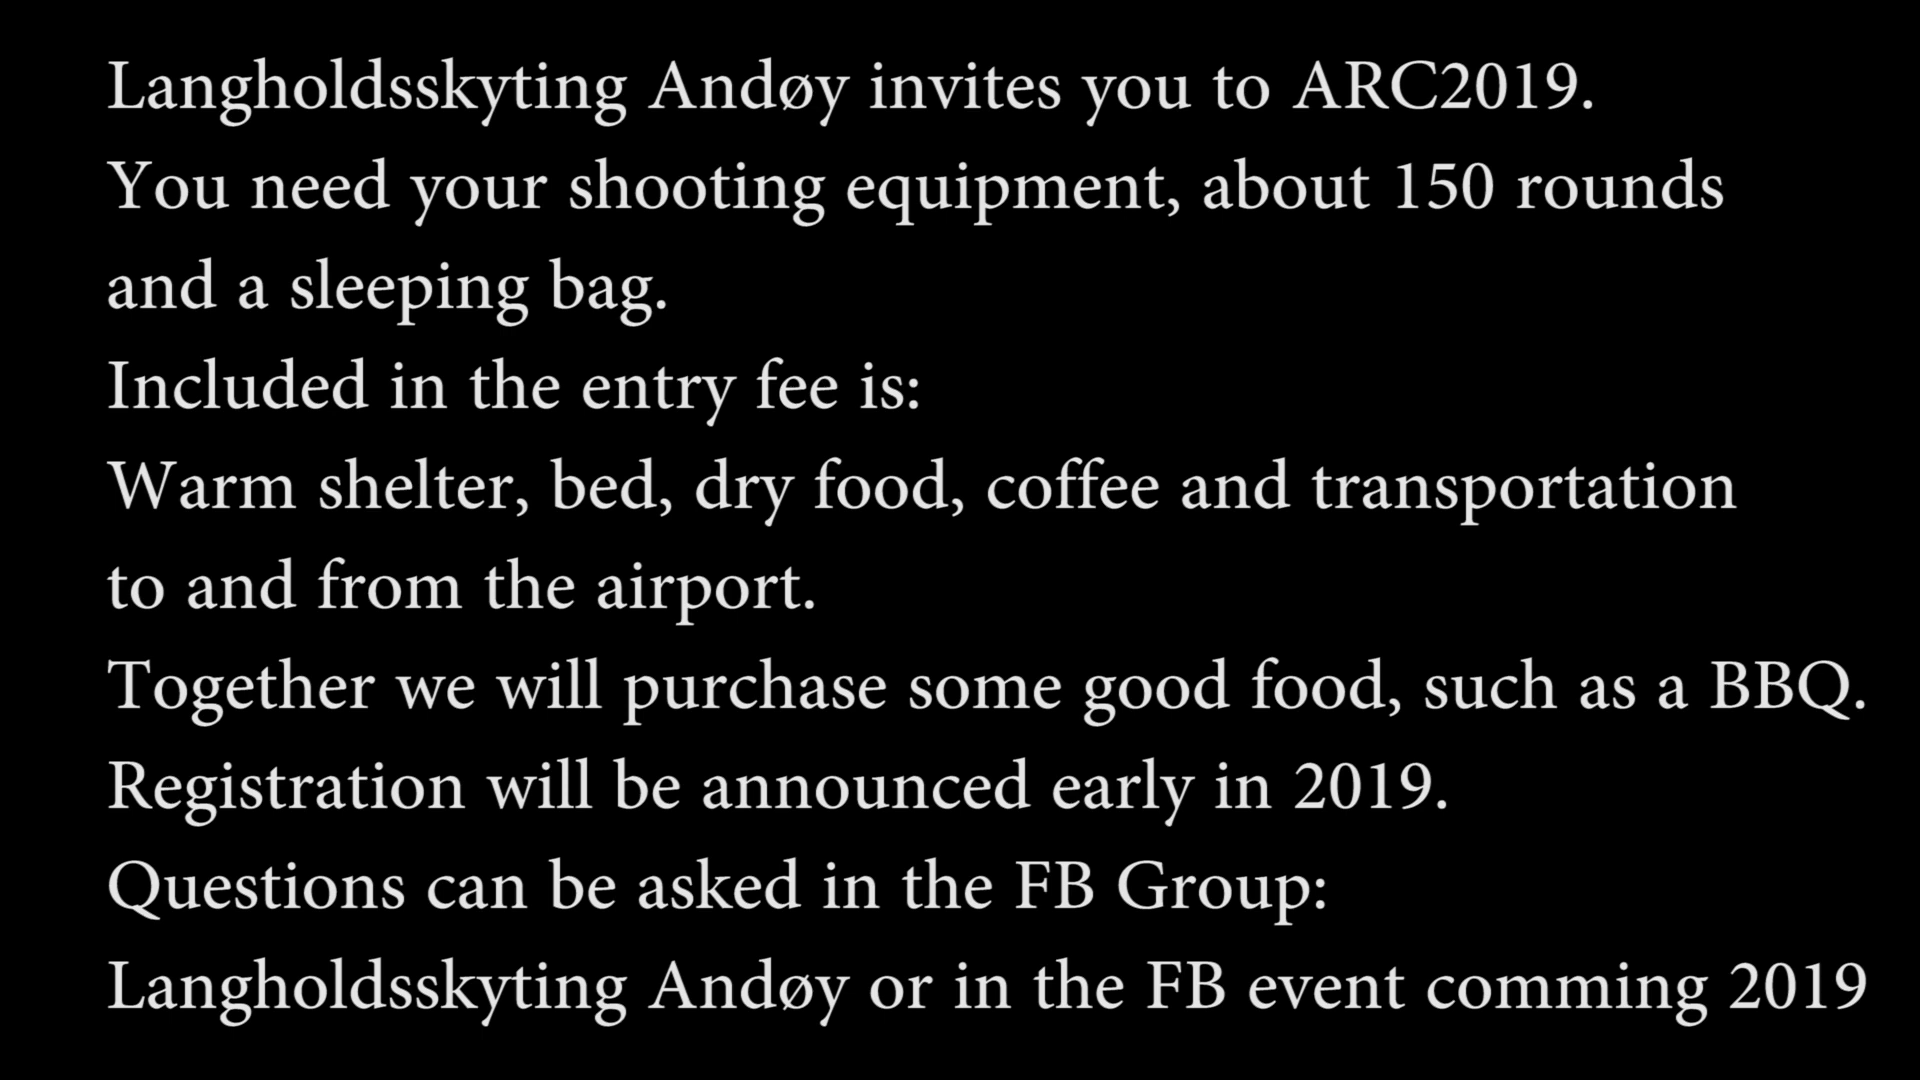 Langholdsskyting Andøy invites you to ARC2019.
You need your shooting equipment, about 150 rounds
and a sleeping bag.
Included in the entry fee is:
Warm shelter, bed, dry food, coffee and transportation
to and from the airport.
Together we will purchase some good food, such as a BBQ.
Registration will be announced early in 2019.
Questions can be asked in the FB Group:
Langholdsskyting Andøy or in the FB event comming 2019